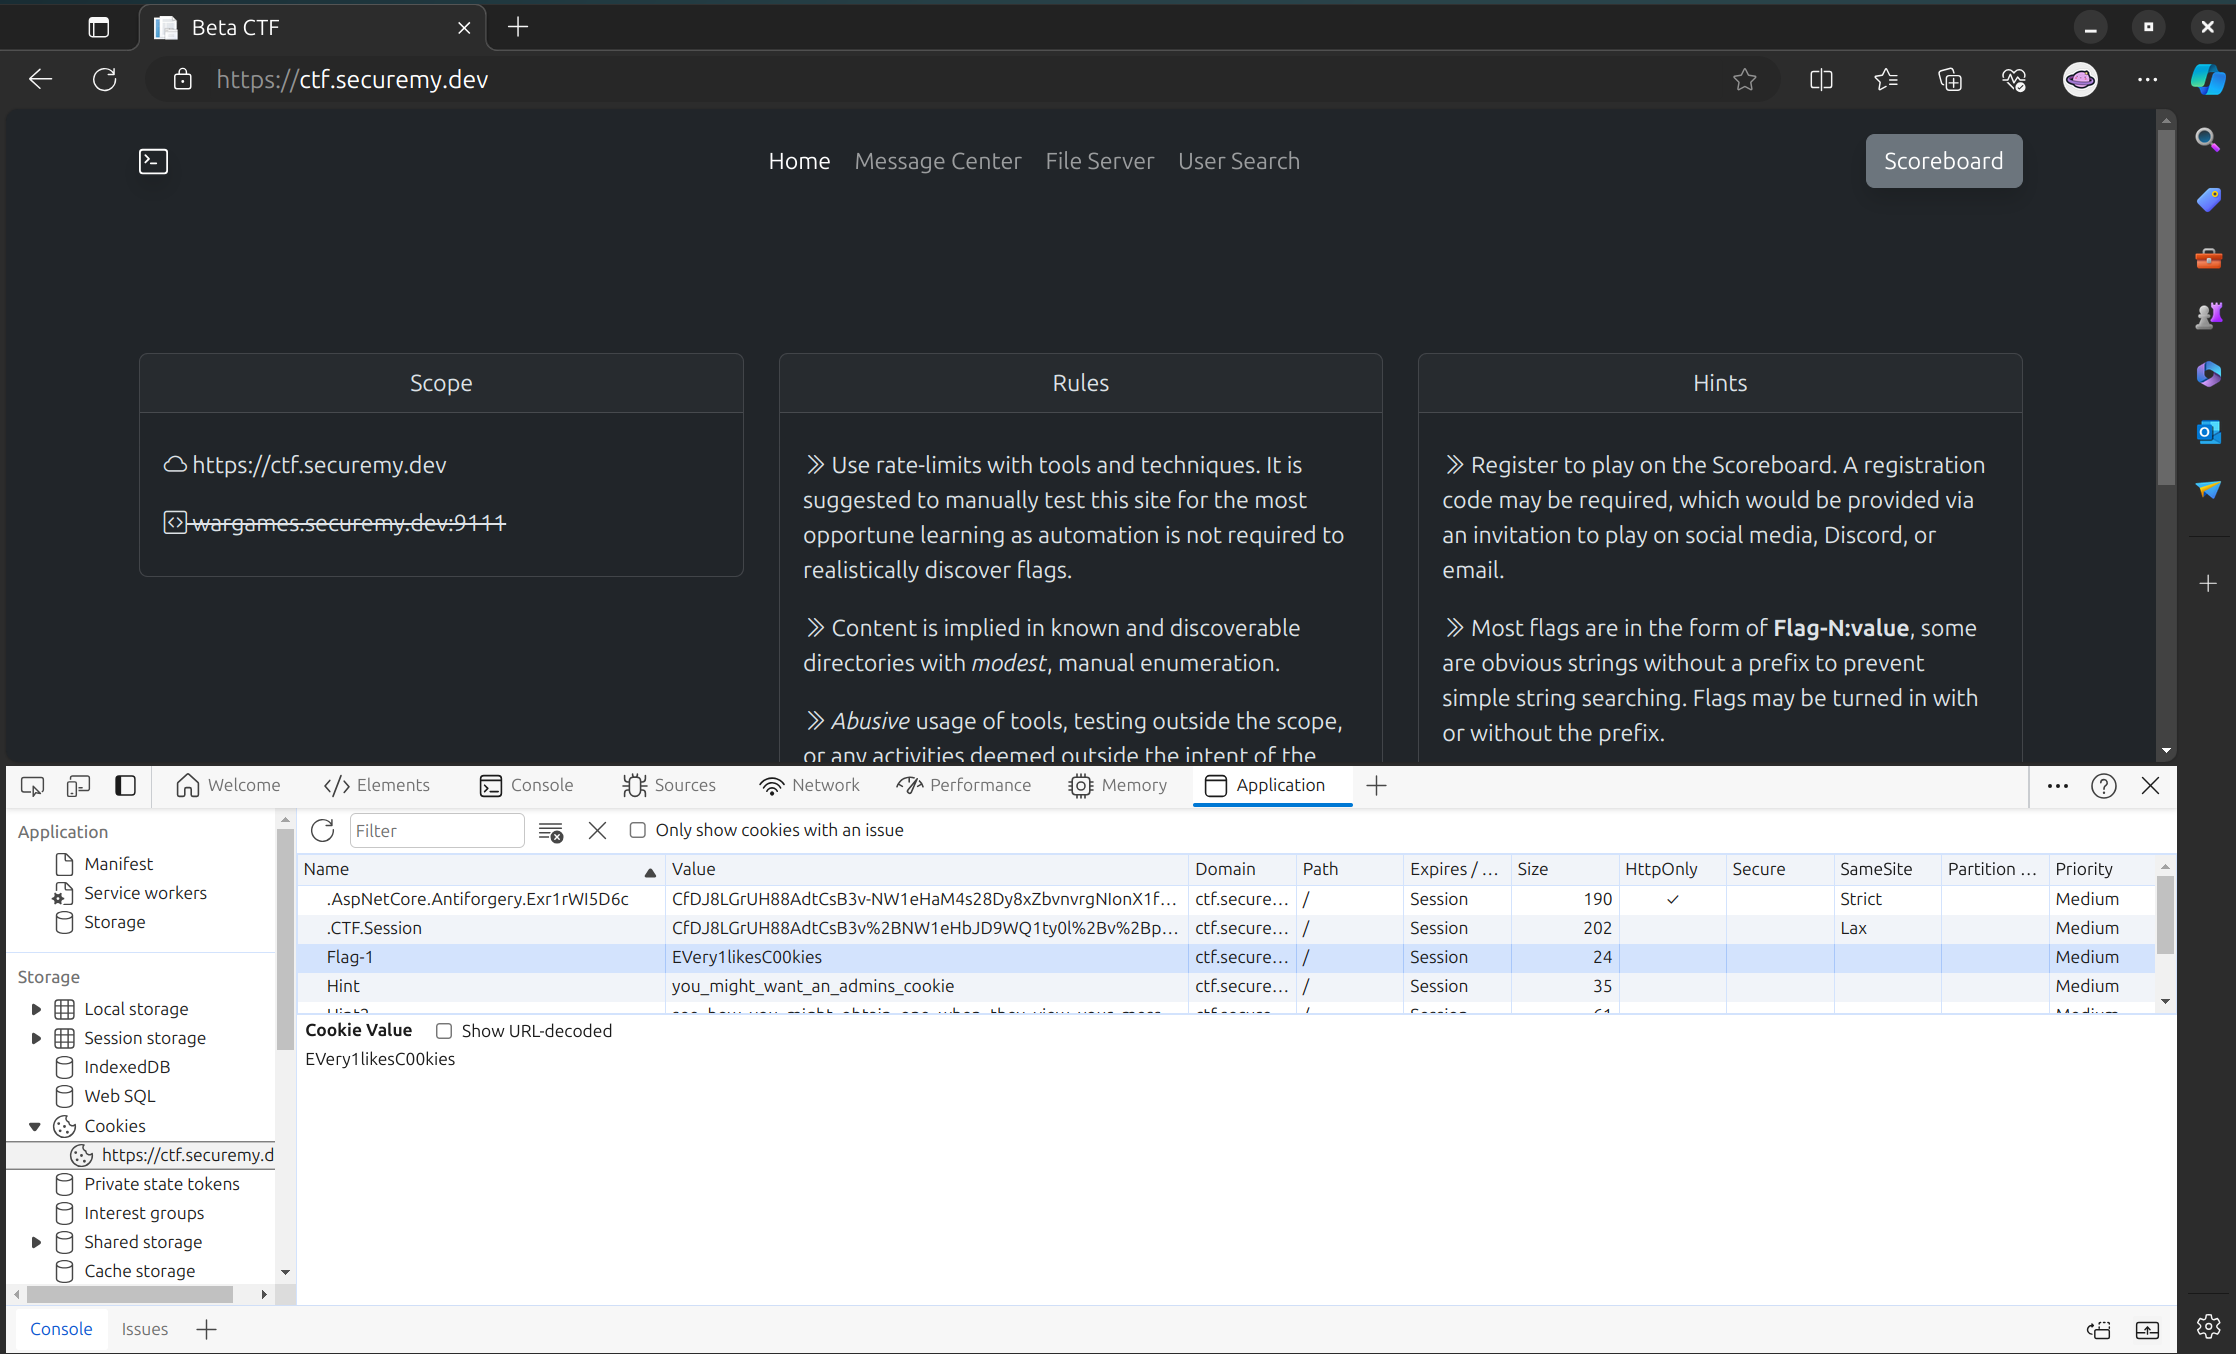 Beta CTF
https://ctf.securemy.dev
Home Message Center File Server User Search Scoreboard
Scope
https://ctf.securemy.dev
wargames.securemy.dev:9111
Rules
Use rate-limits with tools and techniques. It is
suggested to manually test this site for the most
opportune learning as automation is not required to
realistically discover flags.
Content is implied in known and discoverable
directories with modest, manual enumeration.
Abusive usage of tools, testing outside the scope,
or any activities deemed outside the intent of the
Hints
Register to play on the Scoreboard. A registration
code may be required, which would be provided via
an invitation to play on social media, Discord, or
email.
Most flags are in the form of Flag-N:value, some
are obvious strings without a prefix to prevent
simple string searching. Flags may be turned in with
or without the prefix.
Welcome Elements Console Sources Network Performance Memory Application
Application
Manifest
Service workers
Storage
Storage
Local storage
Session storage
IndexedDB
Web SQL
Cookies
https://ctf.securemy.d
Private state tokens
Interest groups
Shared storage
Cache storage
Filter Only show cookies with an issue
Name Value Domain Path Expires / ... Size HttpOnly Secure SameSite Partition ... Priority
.AspNetCore.Antiforgery.Exr1rWI5D6c CfDJ8LGrUH88AdtCsB3v-NW1eHaM4s28Dy8xZbvnvrgNIonX1f... ctf.secure... / Session 190 ✓ Strict Medium
.CTF.Session CfDJ8LGrUH88AdtCsB3v%2BNW1eHbJD9WQ1ty0l%2Bv%2Bp... ctf.secure... / Session 202 Lax Medium
Flag-1 EVery1likesC00kies ctf.secure... / Session 24 Medium
Hint you_might_want_an_admins_cookie ctf.secure... / Session 35 Medium
Cookie Value Show URL-decoded
EVery1likesC00kies
Console Issues